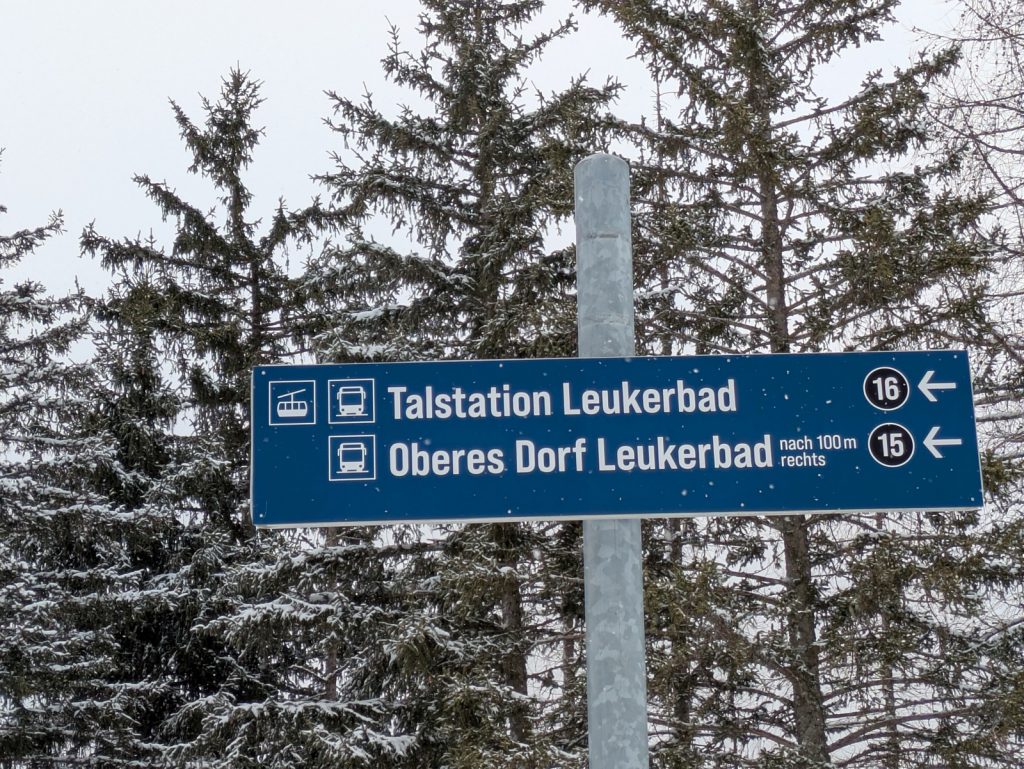 Talstation Leukerbad 16
Oberes Dorf Leukerbad nach 100 m 15
rechts